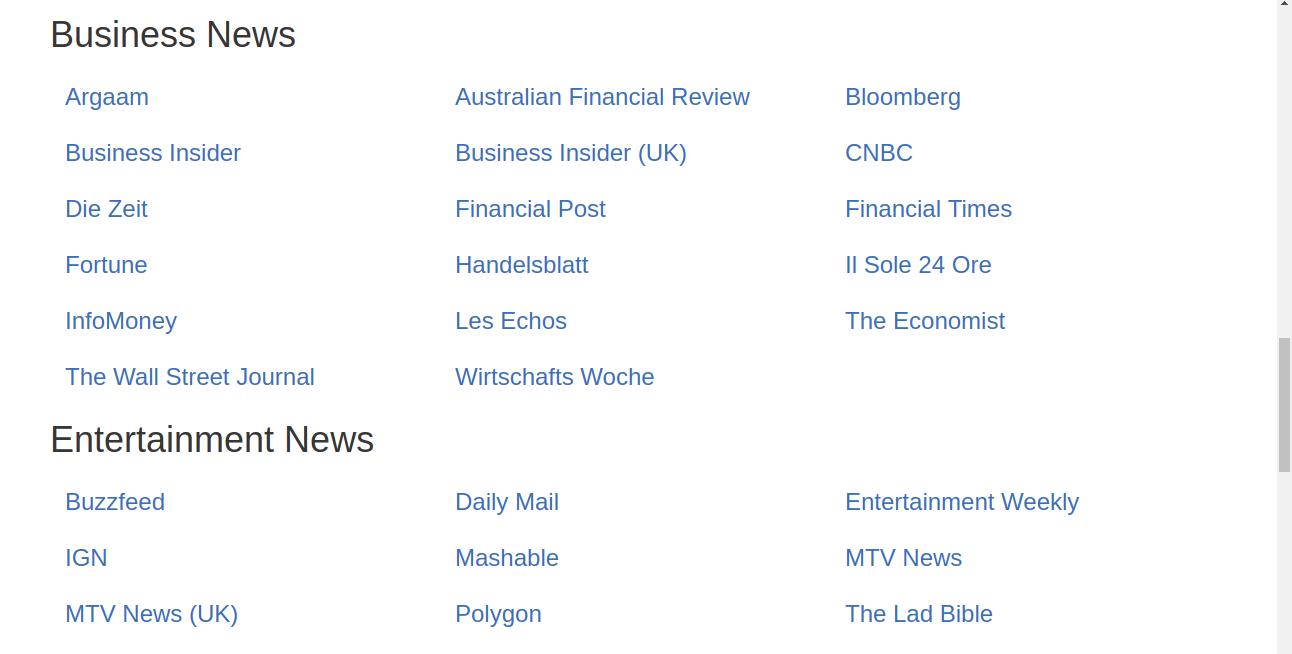 Business News
Argaam Australian Financial Review Bloomberg
Business Insider Business Insider (UK) CNBC
Die Zeit Financial Post Financial Times
Fortune Handelsblatt Il Sole 24 Ore
InfoMoney Les Echos The Economist
The Wall Street Journal Wirtschafts Woche
Entertainment News
Buzzfeed Daily Mail Entertainment Weekly
IGN Mashable MTV News
MTV News (UK) Polygon The Lad Bible